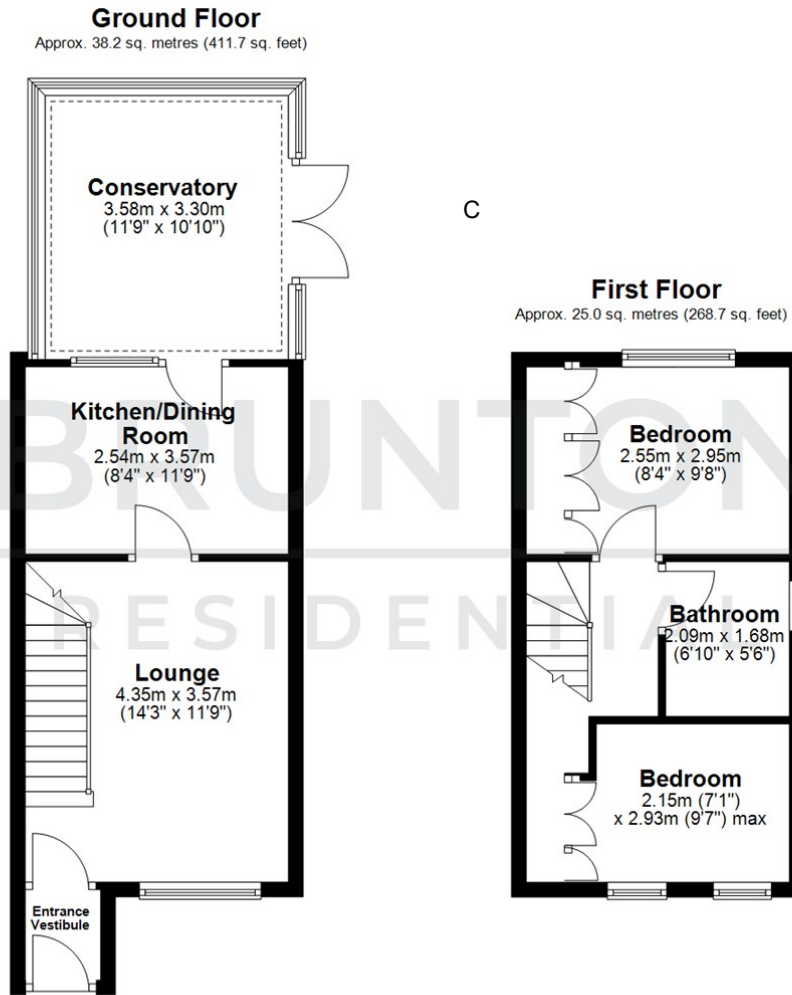 Ground Floor
Approx. 38.2 sq. metres (411.7 sq. feet)
Conservatory
3.58m x 3.30m
(11'9" x 10'10")
C
First Floor
Approx. 25.0 sq. metres (268.7 sq. feet)
Kitchen/Dining
Room
2.54m x 3.57m
(8'4" x 11'9")
Bedroom
2.55m x 2.95m
(8'4" x 9'8")
BRUNTON
RESIDENTIAL
Lounge
4.35m x 3.57m
(14'3" x 11'9")
Bathroom
2.09m x 1.68m
(6'10" x 5'6")
Bedroom
2.15m (7'1")
x 2.93m (9'7") max
Entrance
Vestibule